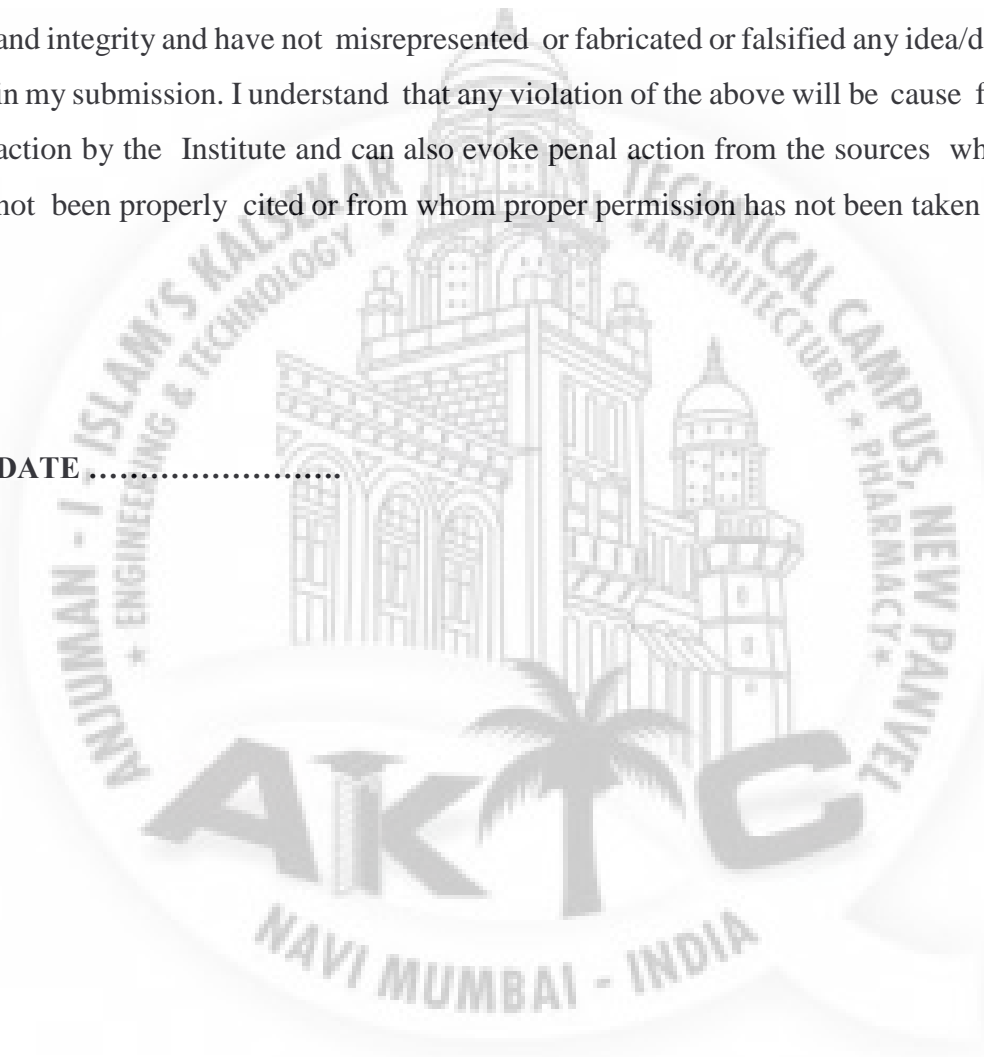 and integrity and have not misrepresented or fabricated or falsified any idea/d
in my submission. I understand that any violation of the above will be cause f
action by the Institute and can also evoke penal action from the sources wh
not been properly cited or from whom proper permission has not been taken
DATE ……………………..
ANJUMAN - I - ISLAM'S KALSEKAR TECHNICAL CAMPUS, NEW PANVEL
* ENGINEERING & TECHNOLOGY * ARCHITECTURE * PHARMACY *
AKTC
NAVI MUMBAI - INDIA